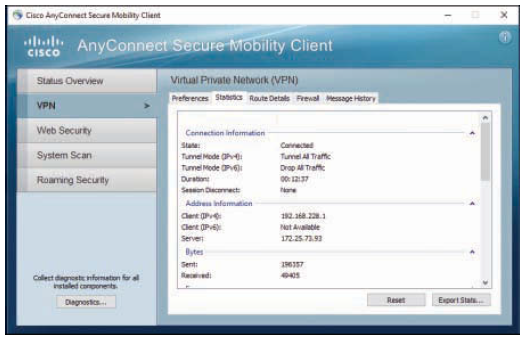 Cisco AnyConnect Secure Mobility Client
CISCO AnyConnect Secure Mobility Client
Status Overview
VPN >
Web Security
System Scan
Roaming Security
Collect diagnostic information for all
installed components.
Diagnostics...
Virtual Private Network (VPN)
Preferences Statistics Route Details Firewall Message History
Connection Information
State: Connected
Tunnel Mode (IPv4): Tunnel All Traffic
Tunnel Mode (IPv6): Drop All Traffic
Duration: 00:12:37
Session Disconnect: None
Address Information
Client (IPv4): 192.168.228.1
Client (IPv6): Not Available
Server: 172.25.73.93
Bytes
Sent: 196357
Received: 49405
Reset Export Stats...